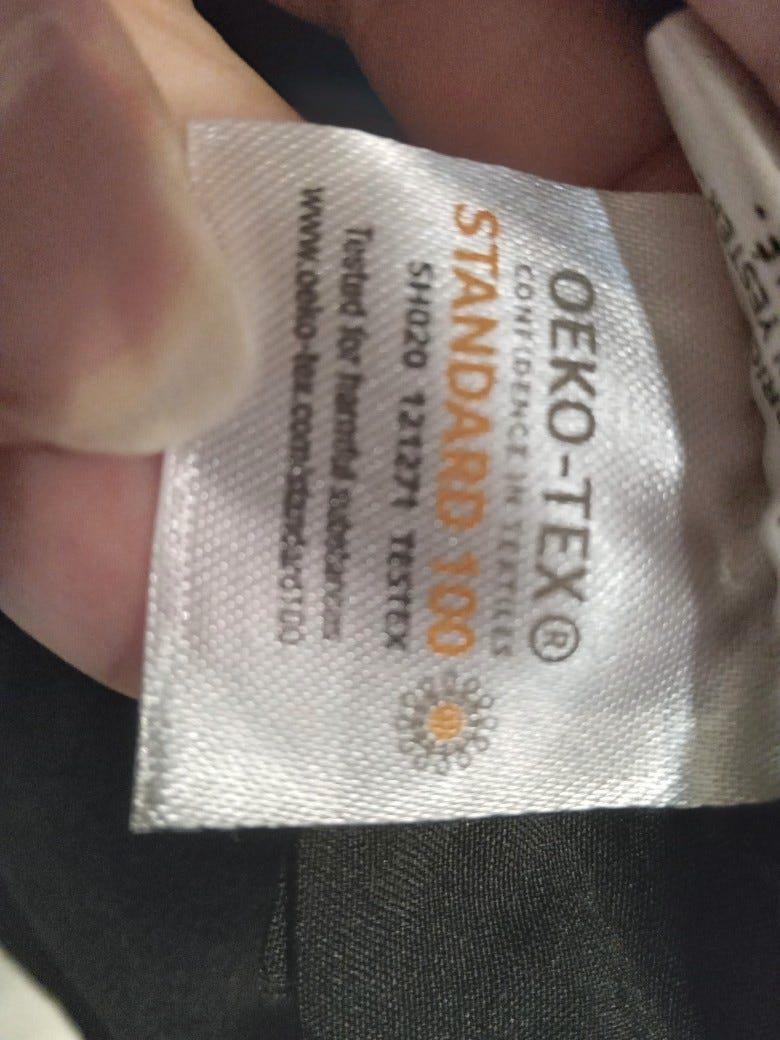 OEKO-TEX®
CONFIDENCE IN TEXTILES
STANDARD 100
SH020 121271 TESTEX
Tested for harmful substances
www.oeko-tex.com/standard100